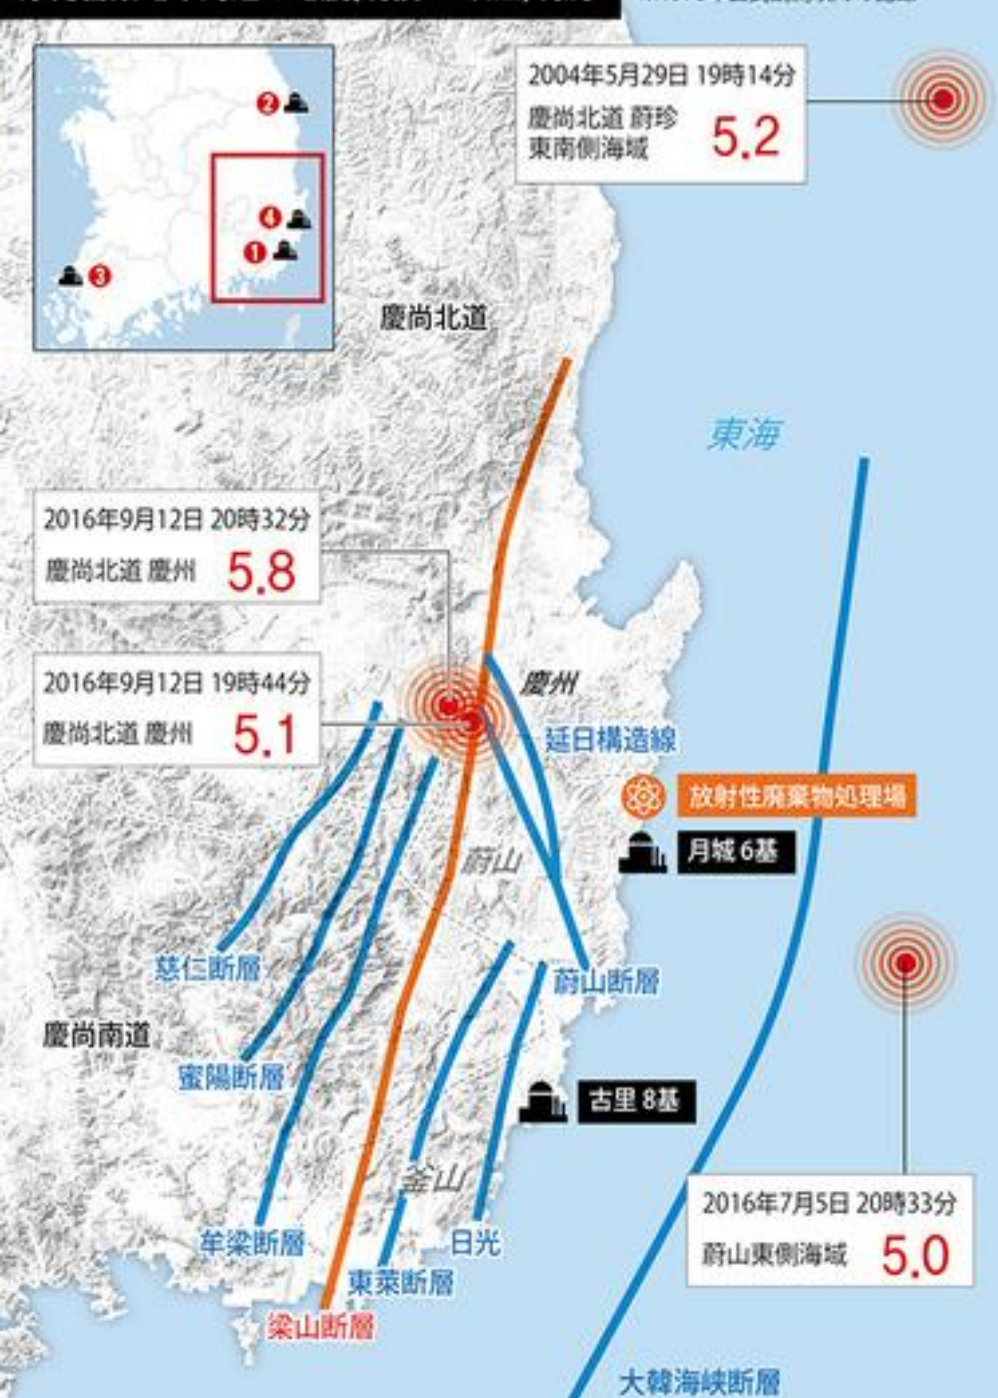 2004年5月29日 19時14分
慶尚北道 蔚珍
東南側海域
5.2
❷
❹
❶
❸
慶尚北道
東海
2016年9月12日 20時32分
慶尚北道 慶州
5.8
2016年9月12日 19時44分
慶尚北道 慶州
5.1
慶州
延日構造線
放射性廃棄物処理場
月城 6基
蔚山
慈仁断層
蔚山断層
慶尚南道
蜜陽断層
古里 8基
釜山
2016年7月5日 20時33分
蔚山東側海域
5.0
牟梁断層
日光
東萊断層
梁山断層
大韓海峡断層